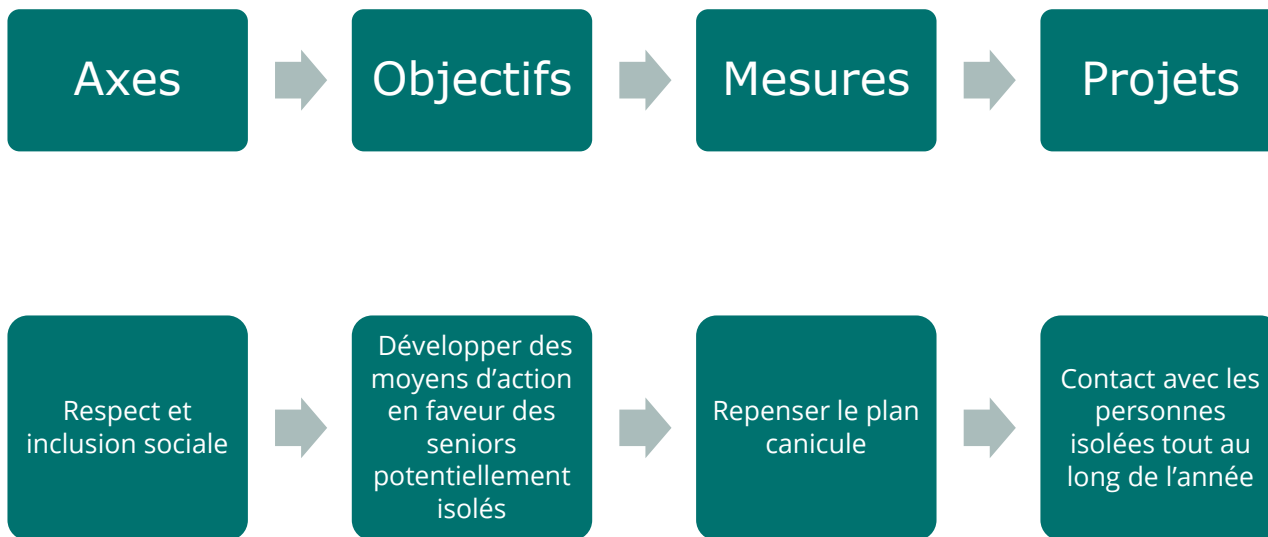 Axes
Objectifs
Mesures
Projets
Respect et
inclusion sociale
Développer des
moyens d’action
en faveur des
seniors
potentiellement
isolés
Repenser le plan
canicule
Contact avec les
personnes
isolées tout au
long de l’année